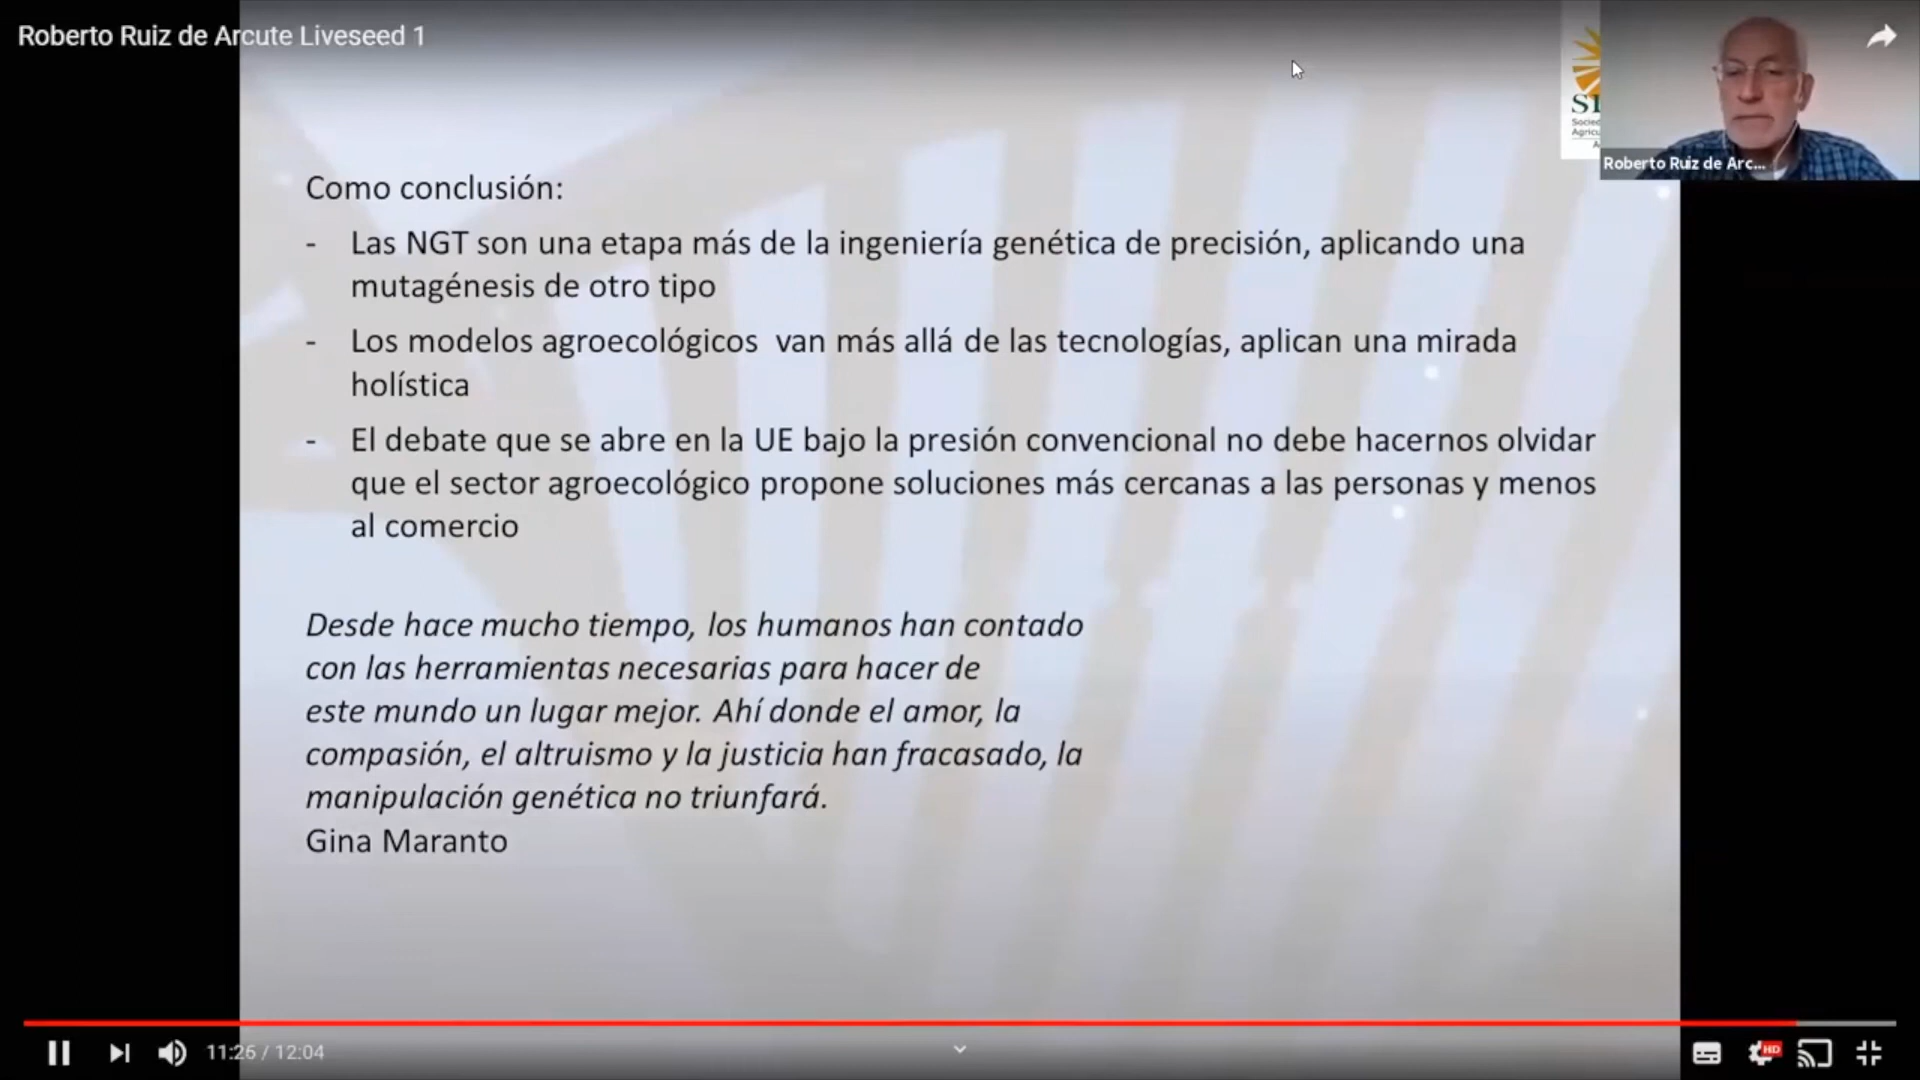 Roberto Ruiz de Arcute Liveseed 1
Roberto Ruiz de Arc...
Como conclusión:
- Las NGT son una etapa más de la ingeniería genética de precisión, aplicando una
mutagénesis de otro tipo
- Los modelos agroecológicos van más allá de las tecnologías, aplican una mirada
holística
- El debate que se abre en la UE bajo la presión convencional no debe hacernos olvidar
que el sector agroecológico propone soluciones más cercanas a las personas y menos
al comercio
Desde hace mucho tiempo, los humanos han contado
con las herramientas necesarias para hacer de
este mundo un lugar mejor. Ahí donde el amor, la
compasión, el altruismo y la justicia han fracasado, la
manipulación genética no triunfará.
Gina Maranto
11:26 / 12:04
HD